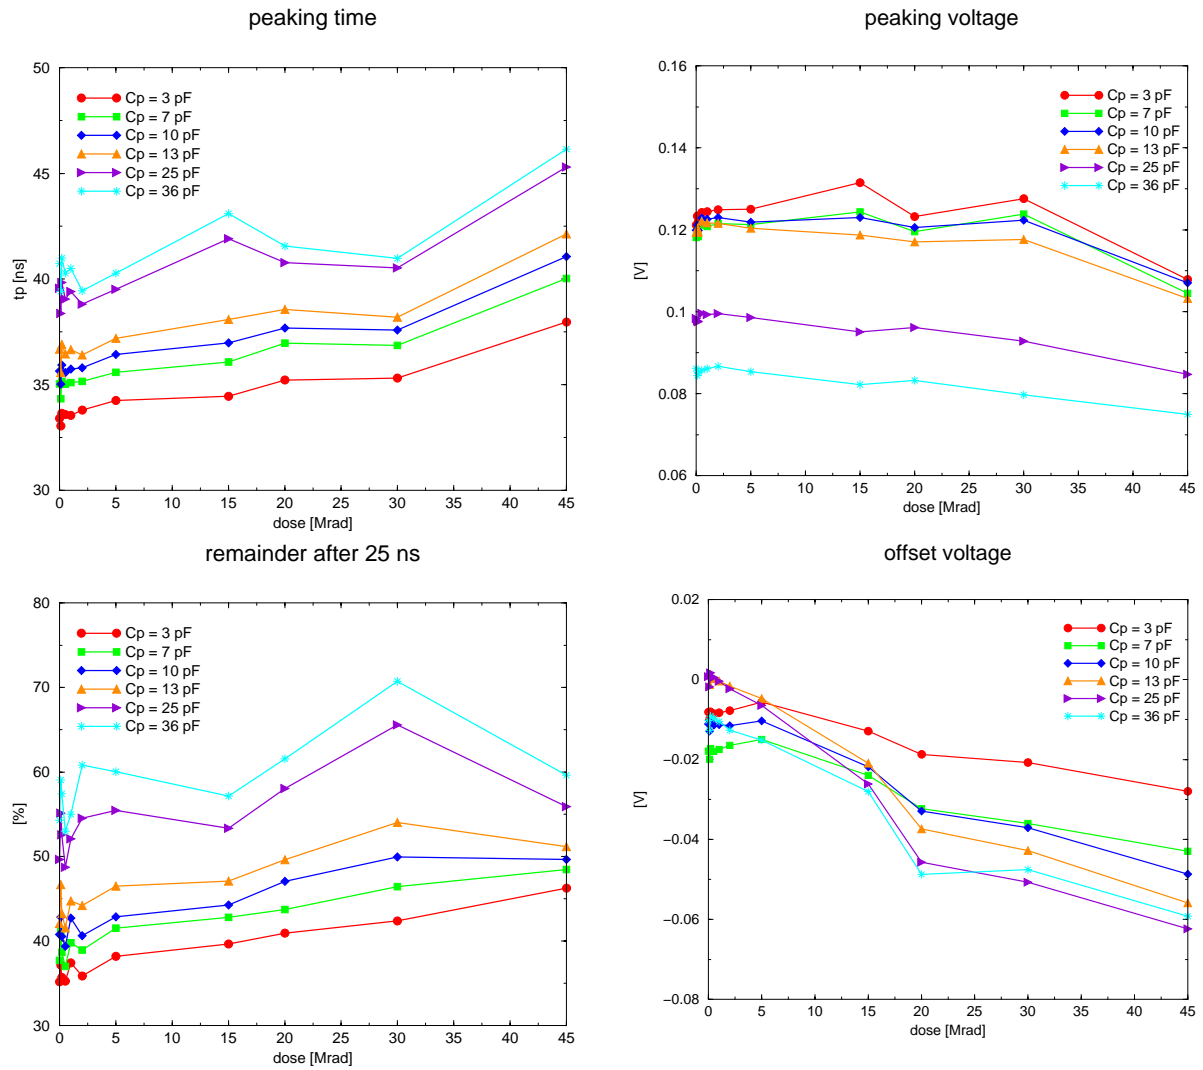 peaking time
50
45
40
35
30
tp [ns]
Cp = 3 pF
Cp = 7 pF
Cp = 10 pF
Cp = 13 pF
Cp = 25 pF
Cp = 36 pF
0 5 10 15 20 25 30 35 40 45
dose [Mrad]
peaking voltage
0.16
0.14
0.12
0.1
0.08
0.06
[V]
Cp = 3 pF
Cp = 7 pF
Cp = 10 pF
Cp = 13 pF
Cp = 25 pF
Cp = 36 pF
0 5 10 15 20 25 30 35 40 45
dose [Mrad]
remainder after 25 ns
80
70
60
50
40
30
[%]
Cp = 3 pF
Cp = 7 pF
Cp = 10 pF
Cp = 13 pF
Cp = 25 pF
Cp = 36 pF
0 5 10 15 20 25 30 35 40 45
dose [Mrad]
offset voltage
0.02
0
−0.02
−0.04
−0.06
−0.08
[V]
Cp = 3 pF
Cp = 7 pF
Cp = 10 pF
Cp = 13 pF
Cp = 25 pF
Cp = 36 pF
0 5 10 15 20 25 30 35 40 45
dose [Mrad]